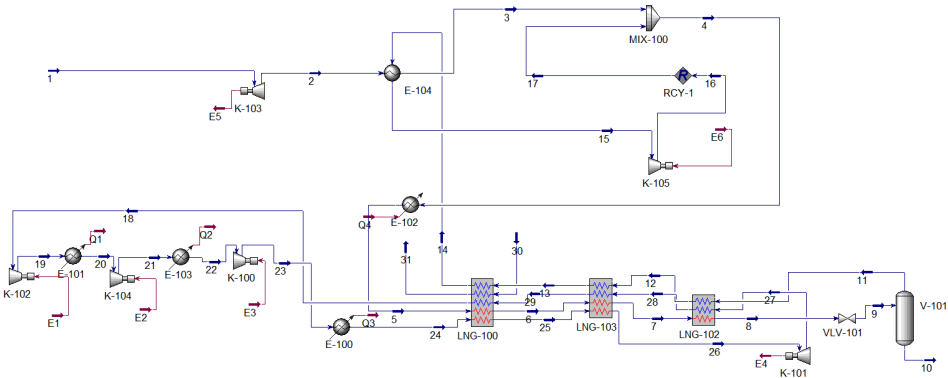 3
4
MIX-100
1
2
17
16
E-104
K-103
RCY-1
E5
15
E6
K-105
18
Q4
E-102
Q1
Q2
31
14
30
12
11
19
E-101
20
21
E-103
22
K-100
23
13
28
27
29
K-102
K-104
5
6
7
8
9
V-101
E1
E2
E3
Q3
24
25
E-100
LNG-100
LNG-103
LNG-102
VLV-101
26
E4
K-101
10